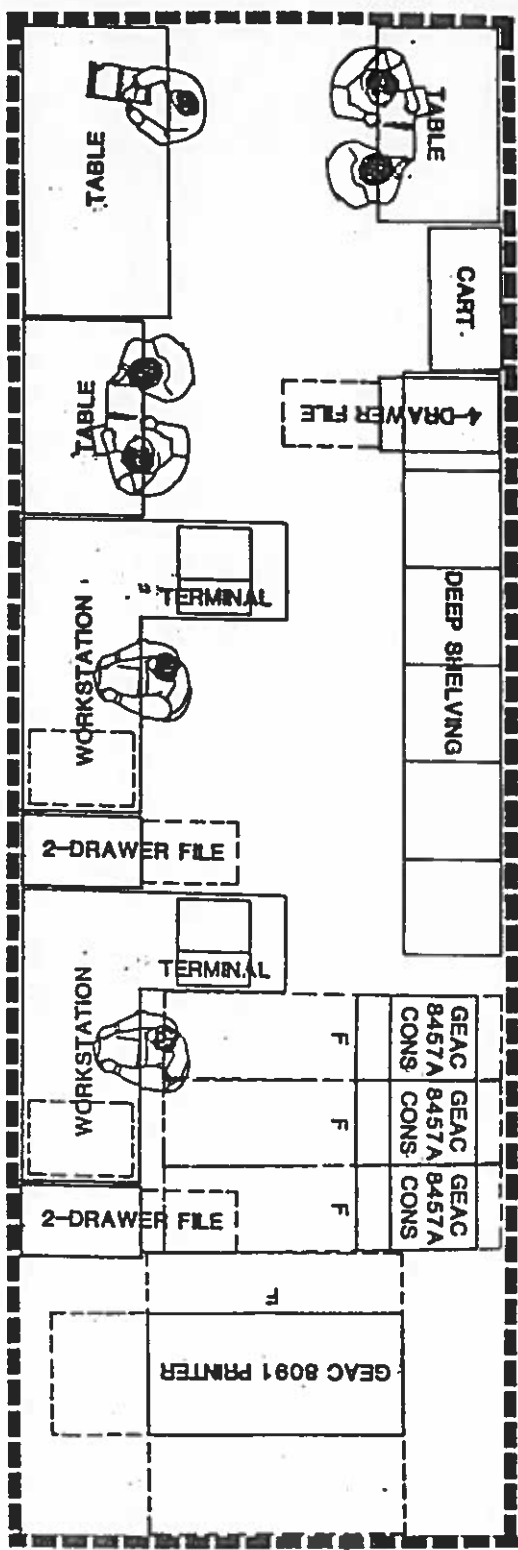 TABLE
TABLE
CART
TABLE
4-DRAWER FILE
TERMINAL
DEEP SHELVING
WORKSTATION
2-DRAWER FILE
TERMINAL
WORKSTATION
GEAC
8457A
CONS
F
GEAC
8457A
CONS
F
GEAC
8457A
CONS
F
2-DRAWER FILE
F
GEAC 8091 PRINTER